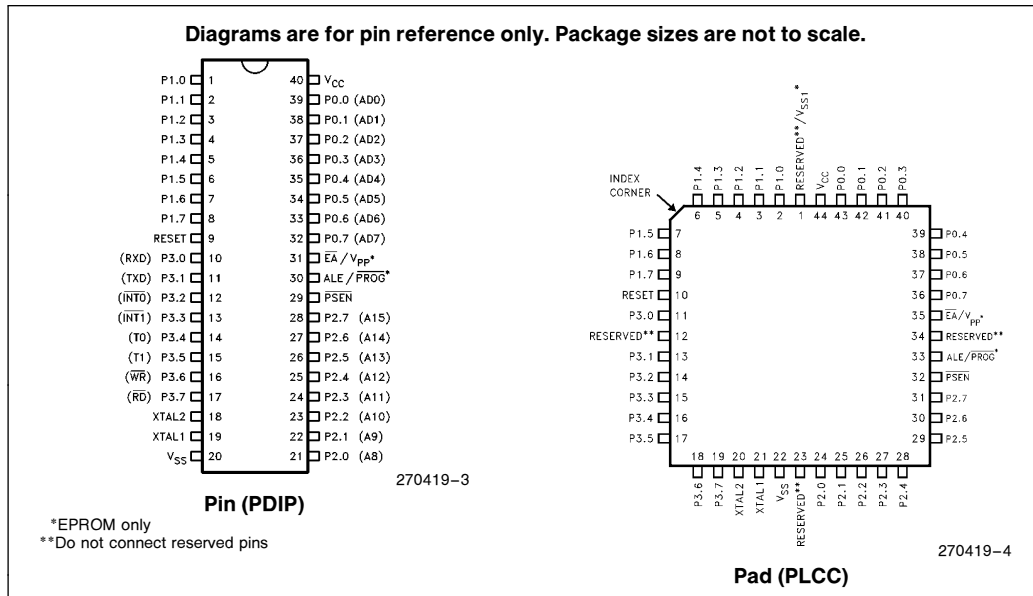 Diagrams are for pin reference only. Package sizes are not to scale.
P1.0 1 40 VCC
P1.1 2 39 P0.0 (AD0)
P1.2 3 38 P0.1 (AD1)
P1.3 4 37 P0.2 (AD2)
P1.4 5 36 P0.3 (AD3)
P1.5 6 35 P0.4 (AD4)
P1.6 7 34 P0.5 (AD5)
P1.7 8 33 P0.6 (AD6)
RESET 9 32 P0.7 (AD7)
(RXD) P3.0 10 31 EA/VPP*
(TXD) P3.1 11 30 ALE/PROG*
(INT0) P3.2 12 29 PSEN
(INT1) P3.3 13 28 P2.7 (A15)
(T0) P3.4 14 27 P2.6 (A14)
(T1) P3.5 15 26 P2.5 (A13)
(WR) P3.6 16 25 P2.4 (A12)
(RD) P3.7 17 24 P2.3 (A11)
XTAL2 18 23 P2.2 (A10)
XTAL1 19 22 P2.1 (A9)
VSS 20 21 P2.0 (A8)
270419-3
Pin (PDIP)
*EPROM only
**Do not connect reserved pins
INDEX
CORNER
P1.4 P1.3 P1.2 P1.1 P1.0 RESERVED**/VSS1* VCC P0.0 P0.1 P0.2 P0.3
6 5 4 3 2 1 44 43 42 41 40
P1.5 7 39 P0.4
P1.6 8 38 P0.5
P1.7 9 37 P0.6
RESET 10 36 P0.7
P3.0 11 35 EA/VPP*
RESERVED** 12 34 RESERVED**
P3.1 13 33 ALE/PROG*
P3.2 14 32 PSEN
P3.3 15 31 P2.7
P3.4 16 30 P2.6
P3.5 17 29 P2.5
18 19 20 21 22 23 24 25 26 27 28
P3.6 P3.7 XTAL2 XTAL1 VSS RESERVED** P2.0 P2.1 P2.2 P2.3 P2.4
270419-4
Pad (PLCC)